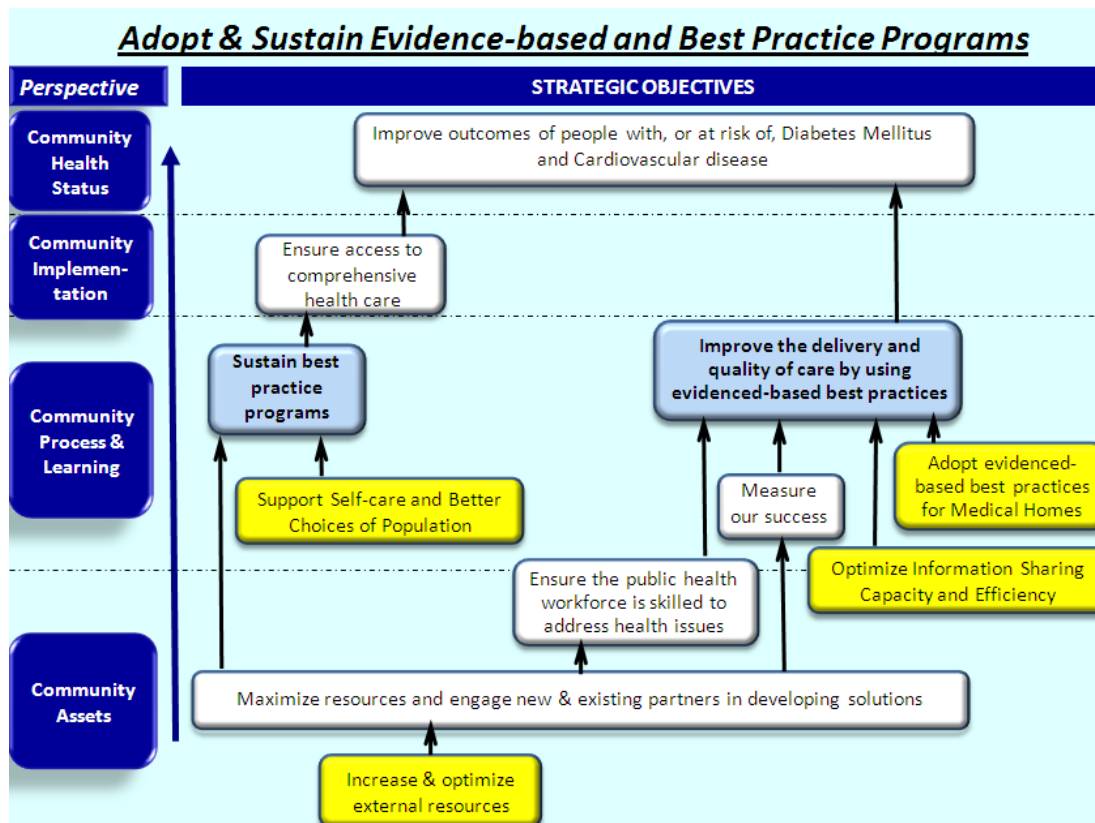 Adopt & Sustain Evidence-based and Best Practice Programs
Perspective
STRATEGIC OBJECTIVES
Community
Health
Status
Improve outcomes of people with, or at risk of, Diabetes Mellitus
and Cardiovascular disease
Community
Implemen-
tation
Ensure access to
comprehensive
health care
Community
Process &
Learning
Sustain best
practice
programs
Improve the delivery and
quality of care by using
evidenced-based best practices
Support Self-care and Better
Choices of Population
Measure
our success
Adopt evidenced-
based best practices
for Medical Homes
Optimize Information Sharing
Capacity and Efficiency
Ensure the public health
workforce is skilled to
address health issues
Community
Assets
Maximize resources and engage new & existing partners in developing solutions
Increase & optimize
external resources